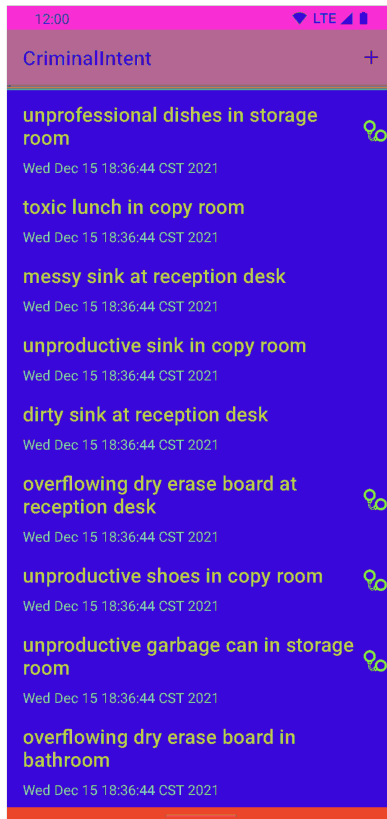 12:00 LTE
CriminalIntent +
unprofessional dishes in storage
room
Wed Dec 15 18:36:44 CST 2021
toxic lunch in copy room
Wed Dec 15 18:36:44 CST 2021
messy sink at reception desk
Wed Dec 15 18:36:44 CST 2021
unproductive sink in copy room
Wed Dec 15 18:36:44 CST 2021
dirty sink at reception desk
Wed Dec 15 18:36:44 CST 2021
overflowing dry erase board at
reception desk
Wed Dec 15 18:36:44 CST 2021
unproductive shoes in copy room
Wed Dec 15 18:36:44 CST 2021
unproductive garbage can in storage
room
Wed Dec 15 18:36:44 CST 2021
overflowing dry erase board in
bathroom
Wed Dec 15 18:36:44 CST 2021